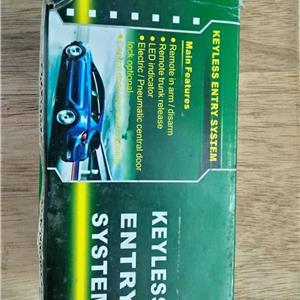 KEYLESS ENTRY SYSTEM
Main Features
• Remote in arm / disarm
• Remote trunk release
• LED indicator
• Electric / Pneumatic central door
lock optional
KEYLESS
ENTRY
SYSTEM